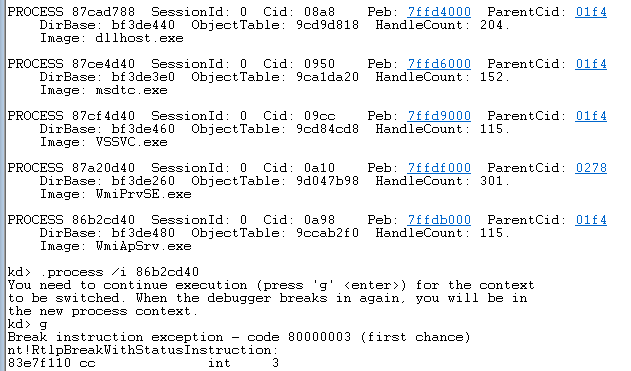 PROCESS 87cad788  SessionId: 0  Cid: 08a8    Peb: 7ffd4000  ParentCid: 01f4
    DirBase: bf3de440  ObjectTable: 9cd9d818  HandleCount: 204.
    Image: dllhost.exe

PROCESS 87ce4d40  SessionId: 0  Cid: 0950    Peb: 7ffd6000  ParentCid: 01f4
    DirBase: bf3de3e0  ObjectTable: 9ca1da20  HandleCount: 152.
    Image: msdtc.exe

PROCESS 87cf4d40  SessionId: 0  Cid: 09cc    Peb: 7ffd9000  ParentCid: 01f4
    DirBase: bf3de460  ObjectTable: 9cd84cd8  HandleCount: 115.
    Image: VSSVC.exe

PROCESS 87a20d40  SessionId: 0  Cid: 0a10    Peb: 7ffdf000  ParentCid: 0278
    DirBase: bf3de260  ObjectTable: 9d047b98  HandleCount: 301.
    Image: WmiPrvSE.exe

PROCESS 86b2cd40  SessionId: 0  Cid: 0a98    Peb: 7ffdb000  ParentCid: 01f4
    DirBase: bf3de480  ObjectTable: 9ccab2f0  HandleCount: 115.
    Image: WmiApSrv.exe

kd> .process /i 86b2cd40
You need to continue execution (press 'g' <enter>) for the context
to be switched. When the debugger breaks in again, you will be in
the new process context.
kd> g
Break instruction exception - code 80000003 (first chance)
nt!RtlpBreakWithStatusInstruction:
83e7f110 cc              int     3